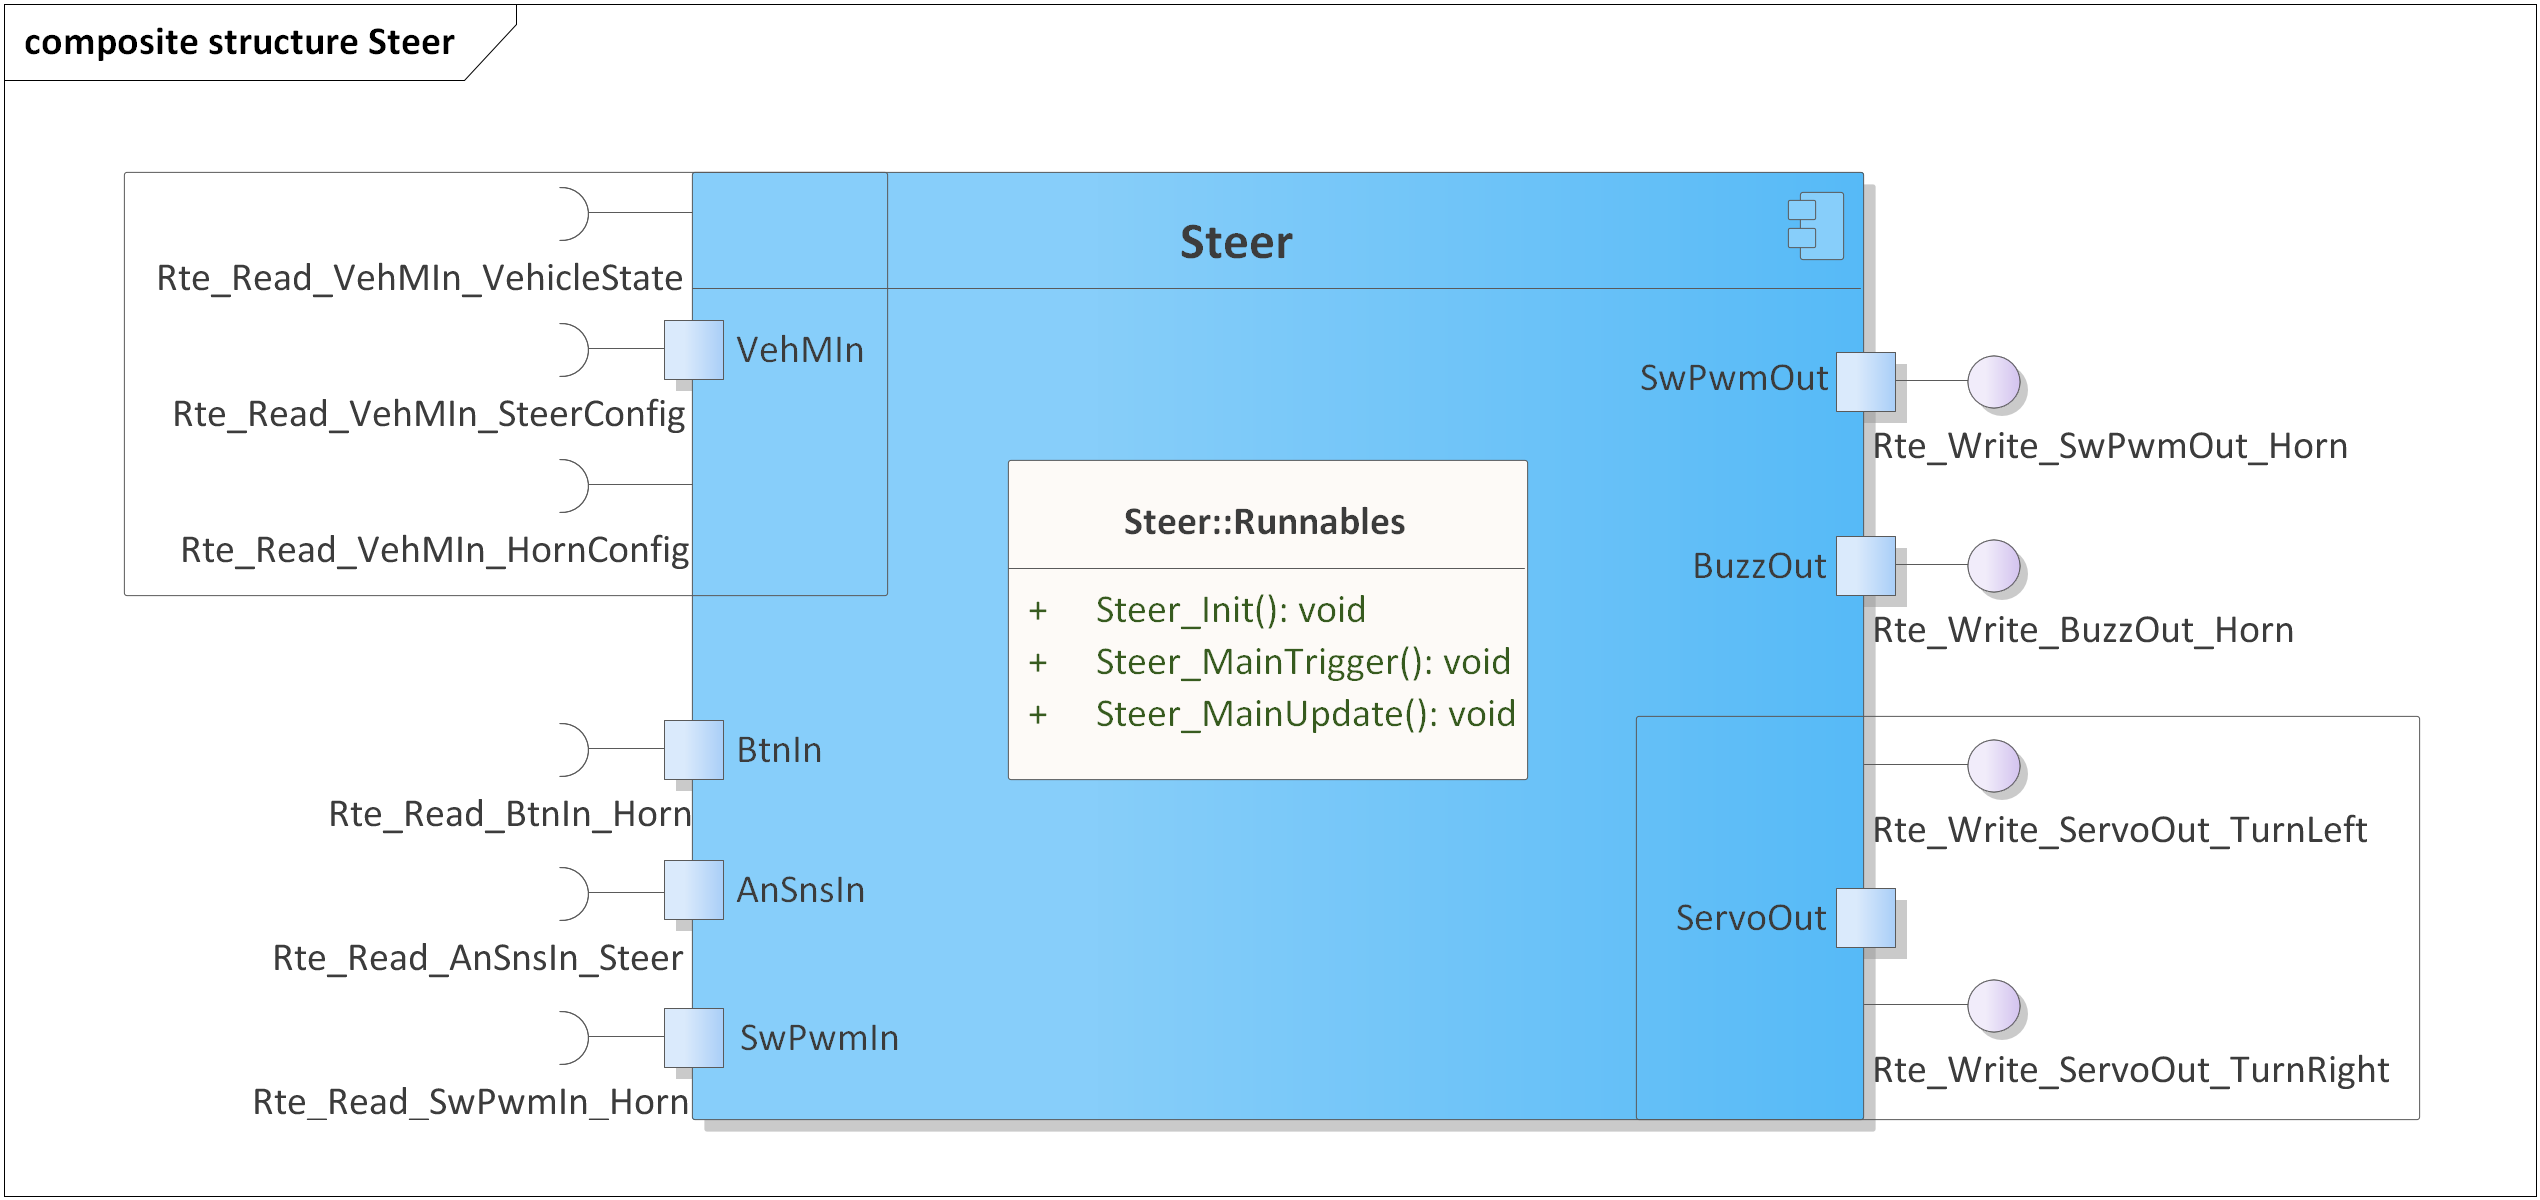 composite structure Steer
Steer
Rte_Read_VehMIn_VehicleState
VehMIn
Rte_Read_VehMIn_SteerConfig
Rte_Read_VehMIn_HornConfig
BtnIn
Rte_Read_BtnIn_Horn
AnSnsIn
Rte_Read_AnSnsIn_Steer
SwPwmIn
Rte_Read_SwPwmIn_Horn
Steer::Runnables
+ Steer_Init(): void
+ Steer_MainTrigger(): void
+ Steer_MainUpdate(): void
SwPwmOut
Rte_Write_SwPwmOut_Horn
BuzzOut
Rte_Write_BuzzOut_Horn
Rte_Write_ServoOut_TurnLeft
ServoOut
Rte_Write_ServoOut_TurnRight